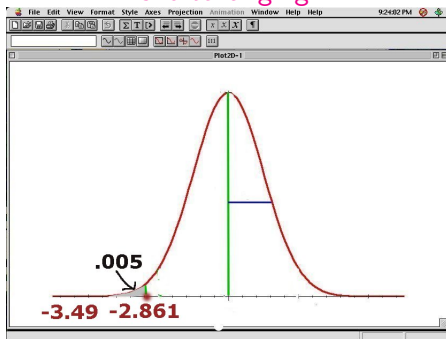 File Edit View Format Style Axes Projection Animation Window Help Help 9:24:02 PM
Plot2D•1
.005
-3.49 -2.861